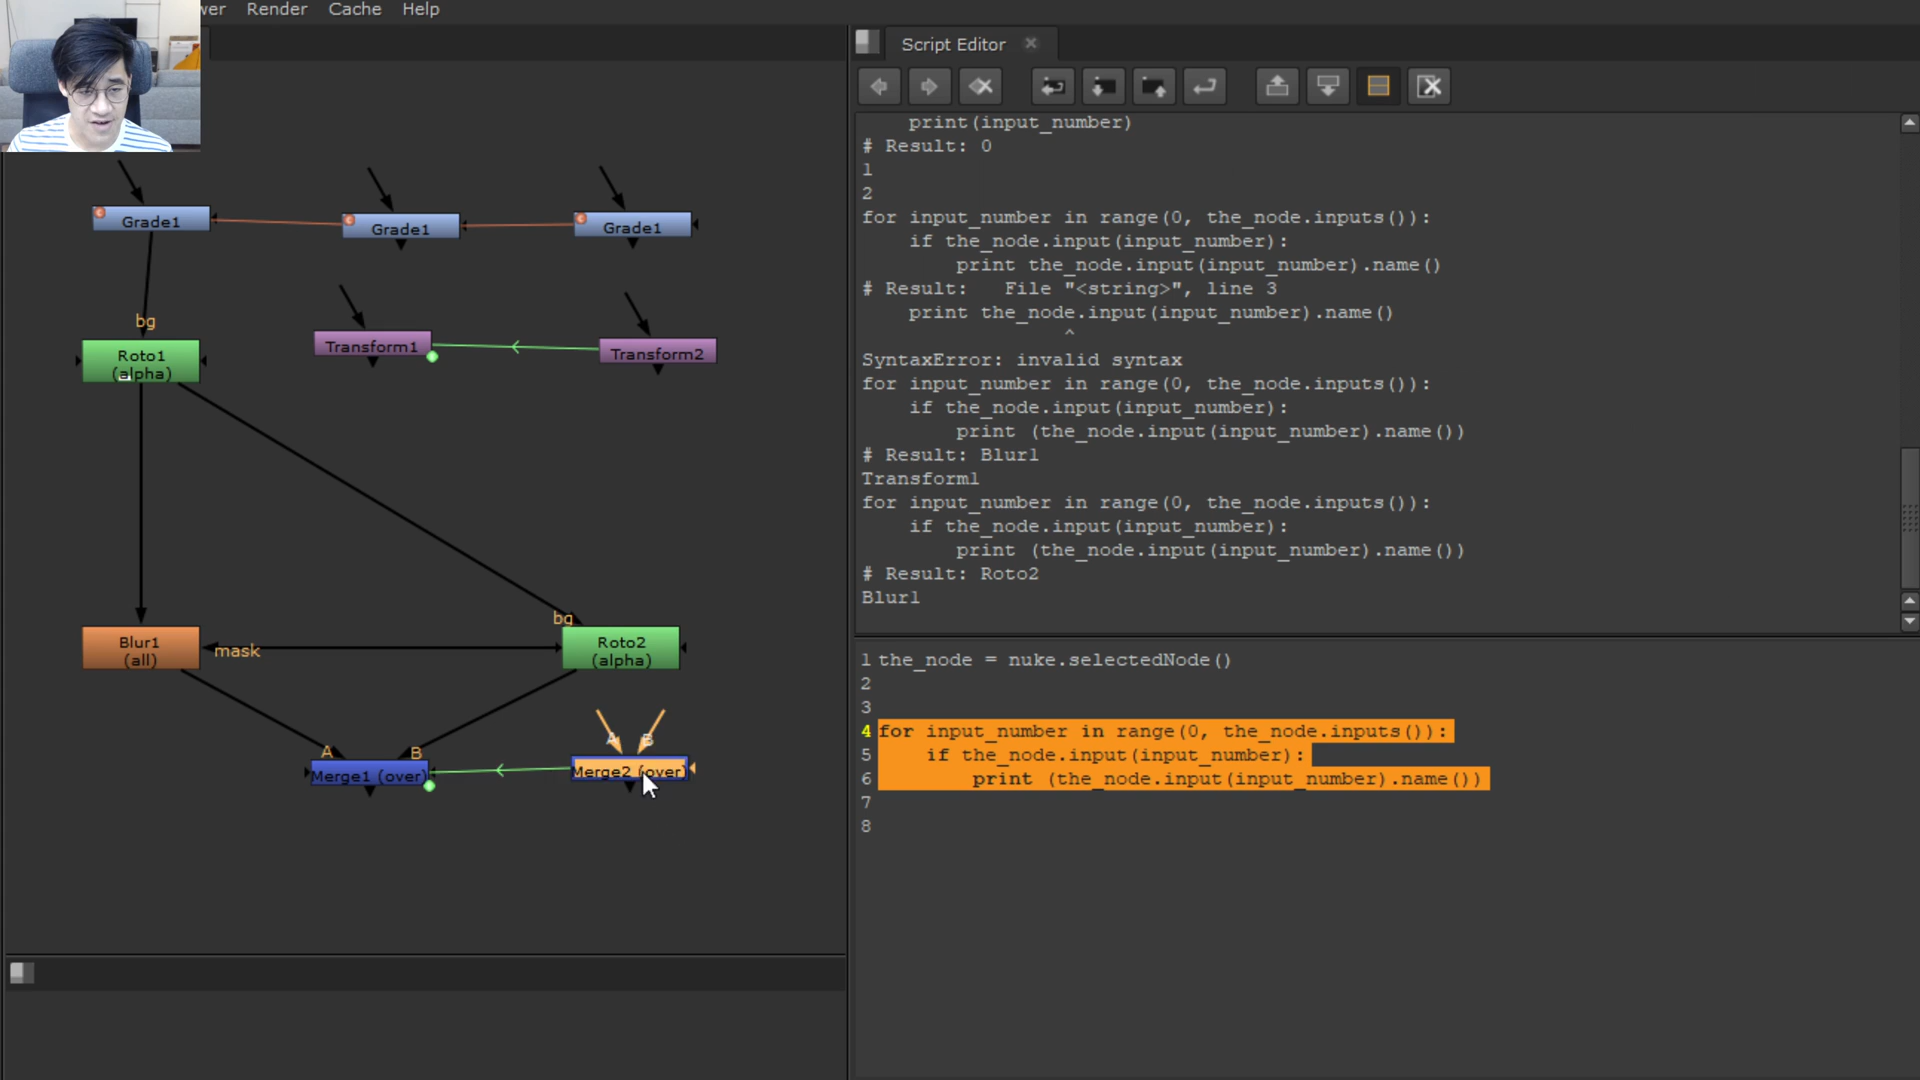 wer Render Cache Help
Script Editor
Grade1
Grade1
Grade1
bg
Roto1
(alpha)
Transform1
Transform2
bg
Blur1
(all)
mask
Roto2
(alpha)
A
B
A
B
Merge1 (over)
Merge2 (over)
print(input_number)
# Result: 0
1
2
for input_number in range(0, the_node.inputs()):
if the_node.input(input_number):
print the_node.input(input_number).name()
# Result:   File "<string>", line 3
print the_node.input(input_number).name()
^
SyntaxError: invalid syntax
for input_number in range(0, the_node.inputs()):
if the_node.input(input_number):
print (the_node.input(input_number).name())
# Result: Blur1
Transform1
for input_number in range(0, the_node.inputs()):
if the_node.input(input_number):
print (the_node.input(input_number).name())
# Result: Roto2
Blur1
1 the_node = nuke.selectedNode()
2
3
4 for input_number in range(0, the_node.inputs()):
5 if the_node.input(input_number):
6 print (the_node.input(input_number).name())
7
8